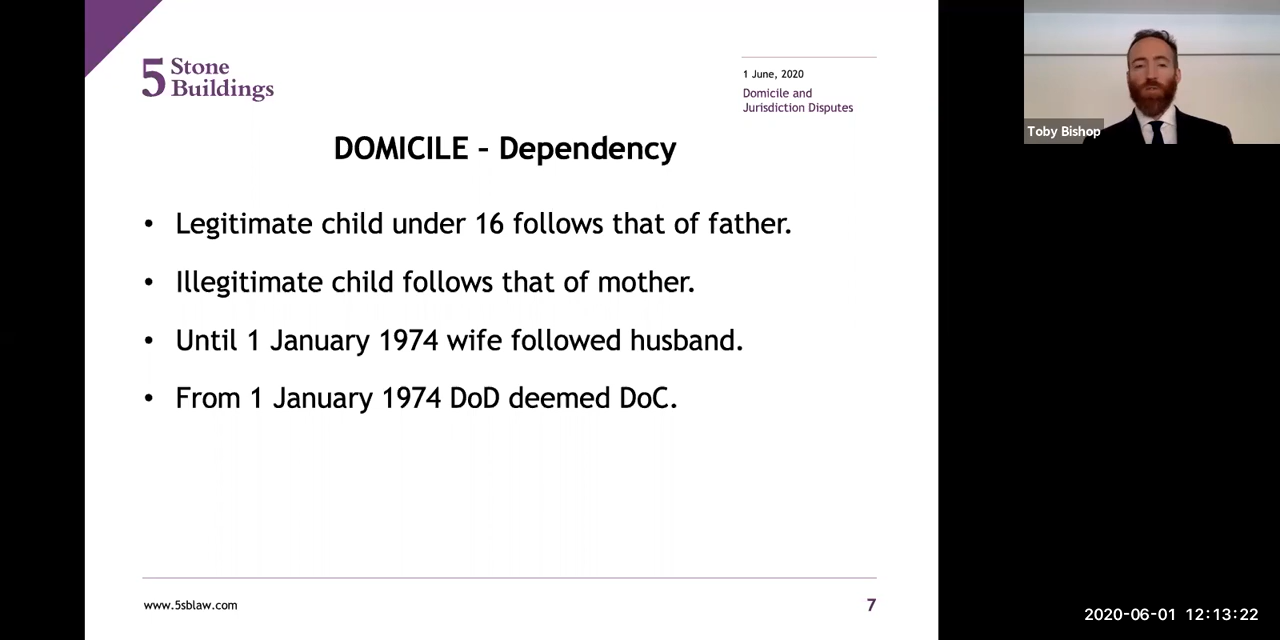 5 Stone
Buildings
1 June, 2020
Domicile and
Jurisdiction Disputes
Toby Bishop
DOMICILE – Dependency
• Legitimate child under 16 follows that of father.
• Illegitimate child follows that of mother.
• Until 1 January 1974 wife followed husband.
• From 1 January 1974 DoD deemed DoC.
www.5sblaw.com
7
2020-06-01 12:13:22